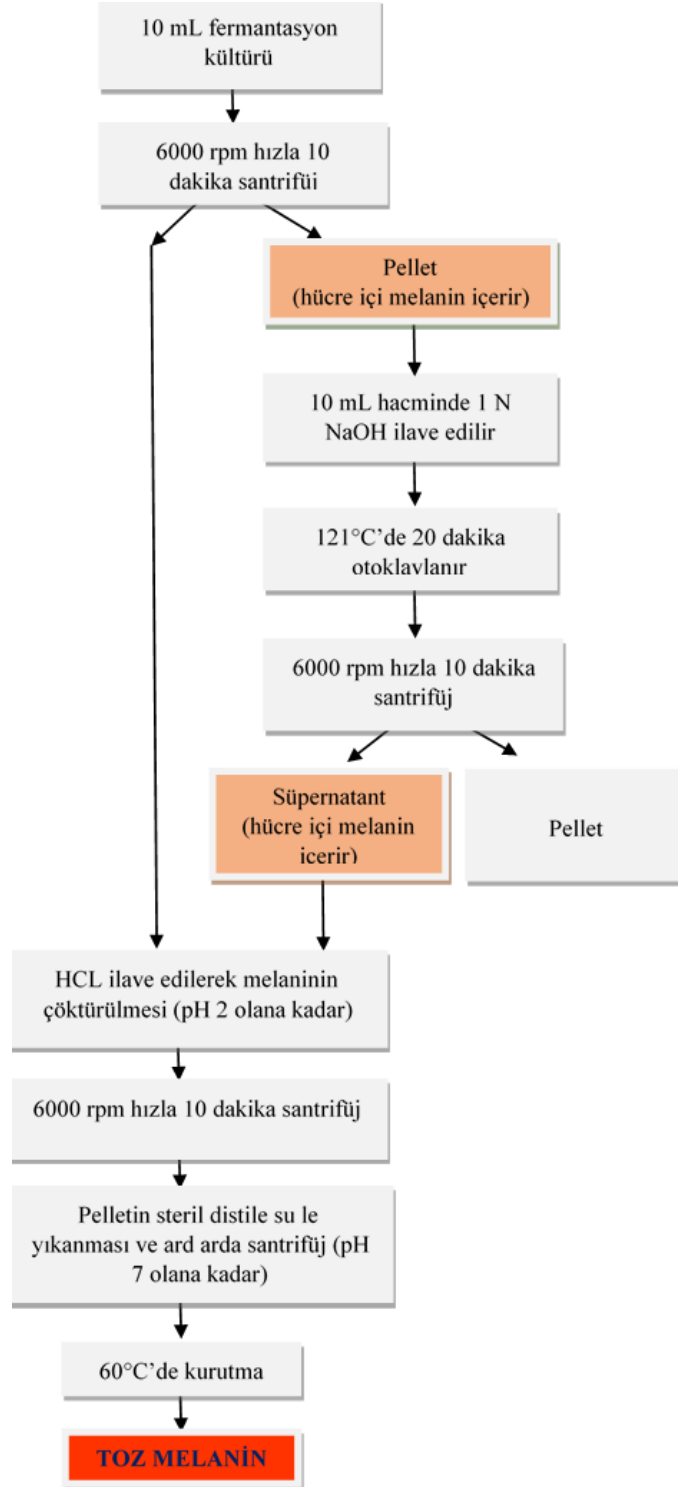 10 mL fermantasyon
kültürü
6000 rpm hızla 10
dakika santrifüi
Pellet
(hücre içi melanin içerir)
10 mL hacminde 1 N
NaOH ilave edilir
121°C’de 20 dakika
otoklavlanır
6000 rpm hızla 10 dakika
santrifüj
Süpernatant
(hücre içi melanin
icerir)
Pellet
HCL ilave edilerek melaninin
çöktürülmesi (pH 2 olana kadar)
6000 rpm hızla 10 dakika santrifüj
Pelletin steril distile su le
yıkanması ve ard arda santrifüj (pH
7 olana kadar)
60°C’de kurutma
TOZ MELANİN